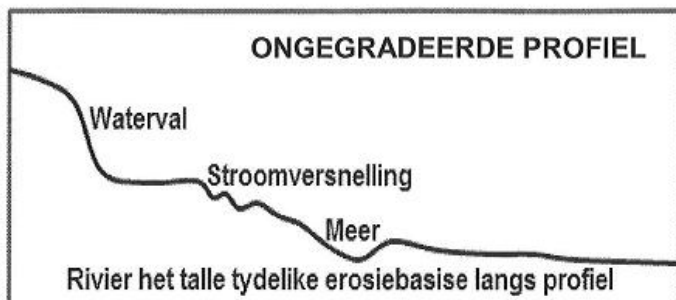 ONGEGRADEERDE PROFIEL
Waterval
Stroomversnelling
Meer
Rivier het talle tydelike erosiebasise langs profiel